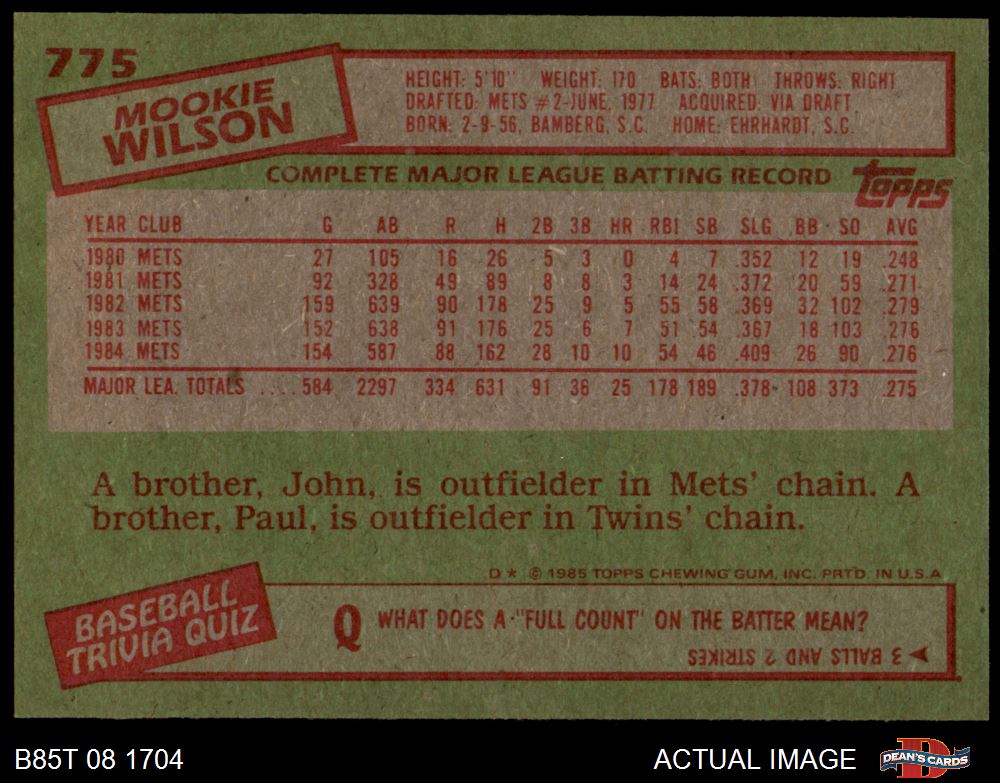 775
MOOKIE
WILSON
HEIGHT: 5'10" WEIGHT: 170 BATS: BOTH THROWS: RIGHT
DRAFTED: METS #2-JUNE, 1977 ACQUIRED: VIA DRAFT
BORN: 2-9-56, BAMBERG, S.C. HOME: EHRHARDT, S.C.
COMPLETE MAJOR LEAGUE BATTING RECORD topps
YEAR CLUB G AB R H 2B 3B HR RBI SB SLG BB SO AVG
1980 METS 27 105 16 26 5 3 0 4 7 .352 12 19 .248
1981 METS 92 328 49 89 8 8 3 14 24 .372 20 59 .271
1982 METS 159 639 90 178 25 9 5 55 58 .369 32 102 .279
1983 METS 152 638 91 176 25 6 7 51 54 .367 18 103 .276
1984 METS 154 587 88 162 28 10 10 54 46 .409 26 90 .276
MAJOR LEA. TOTALS .... 584 2297 334 631 91 36 25 178 189 .378 108 373 .275
A brother, John, is outfielder in Mets' chain. A
brother, Paul, is outfielder in Twins' chain.
D * © 1985 TOPPS CHEWING GUM, INC. PRTD. IN U.S.A
BASEBALL
TRIVIA QUIZ
Q WHAT DOES A "FULL COUNT" ON THE BATTER MEAN?
3 BALLS AND 2 STRIKES
B85T 08 1704 ACTUAL IMAGE DEAN'S CARDS